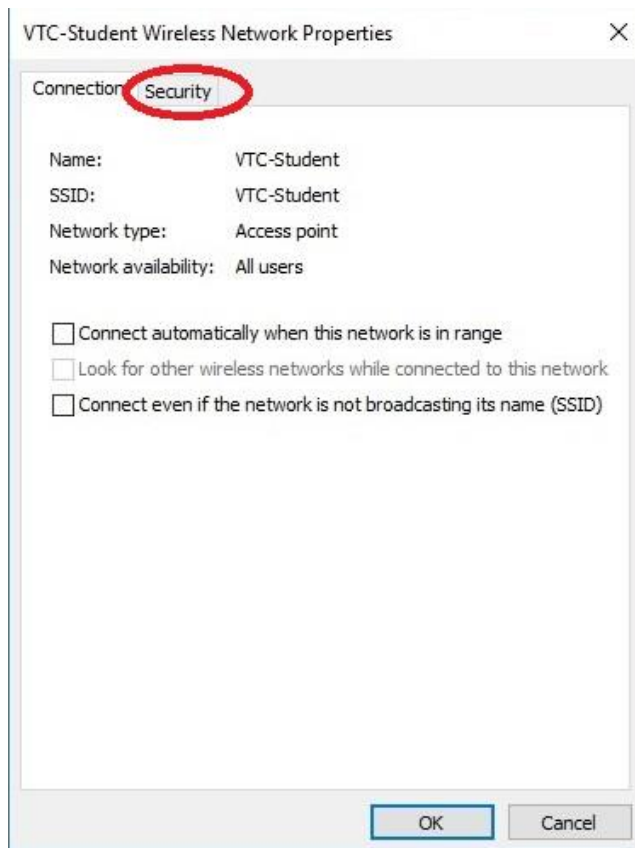 VTC-Student Wireless Network Properties
Connection Security
Name: VTC-Student
SSID: VTC-Student
Network type: Access point
Network availability: All users
Connect automatically when this network is in range
Look for other wireless networks while connected to this network
Connect even if the network is not broadcasting its name (SSID)
OK Cancel